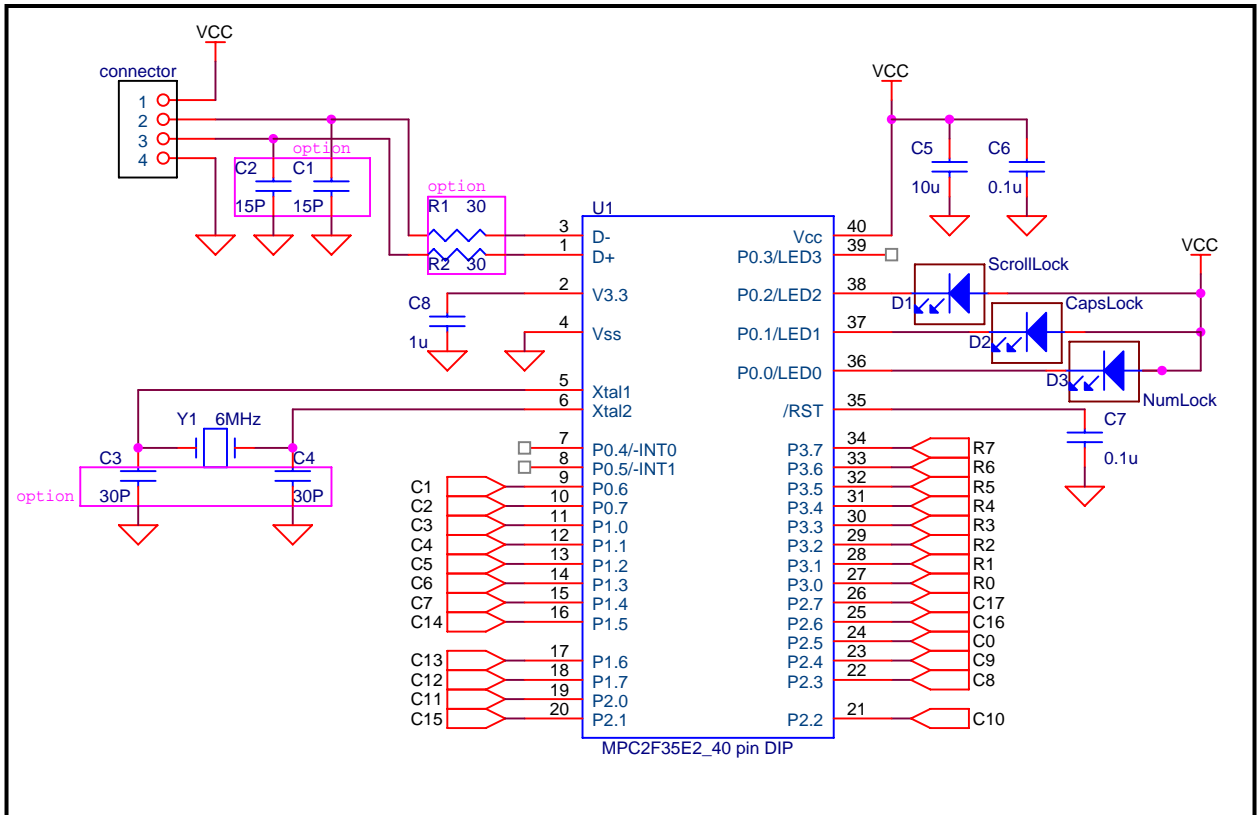 VCC
connector
1
2
3
4
option
C2 C1
15P 15P
option
R1 30
R2 30
VCC
C5 C6
10u 0.1u
VCC
U1
3 D-
1 D+
2 V3.3
4 Vss
5 Xtal1
6 Xtal2
7 P0.4/-INT0
8 P0.5/-INT1
C1 9 P0.6
C2 10 P0.7
C3 11 P1.0
C4 12 P1.1
C5 13 P1.2
C6 14 P1.3
C7 15 P1.4
C14 16 P1.5
C13 17 P1.6
C12 18 P1.7
C11 19 P2.0
C15 20 P2.1
C8
1u
Y1 6MHz
C3 C4
option 30P 30P
Vcc 40
P0.3/LED3 39
P0.2/LED2 38
P0.1/LED1 37
P0.0/LED0 36
/RST 35
P3.7 34 R7
P3.6 33 R6
P3.5 32 R5
P3.4 31 R4
P3.3 30 R3
P3.2 29 R2
P3.1 28 R1
P3.0 27 R0
P2.7 26 C17
P2.6 25 C16
P2.5 24 C0
P2.4 23 C9
P2.3 22 C8
P2.2 21 C10
ScrollLock
D1
CapsLock
D2
D3
NumLock
C7
0.1u
MPC2F35E2_40 pin DIP